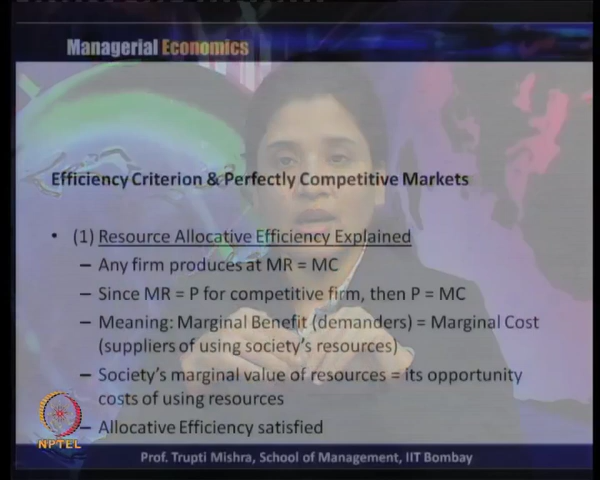 Managerial Economics
Efficiency Criterion & Perfectly Competitive Markets
• (1) Resource Allocative Efficiency Explained
– Any firm produces at MR = MC
– Since MR = P for competitive firm, then P = MC
– Meaning: Marginal Benefit (demanders) = Marginal Cost
(suppliers of using society's resources)
– Society's marginal value of resources = its opportunity
costs of using resources
– Allocative Efficiency satisfied
NPTEL
Prof. Trupti Mishra, School of Management, IIT Bombay